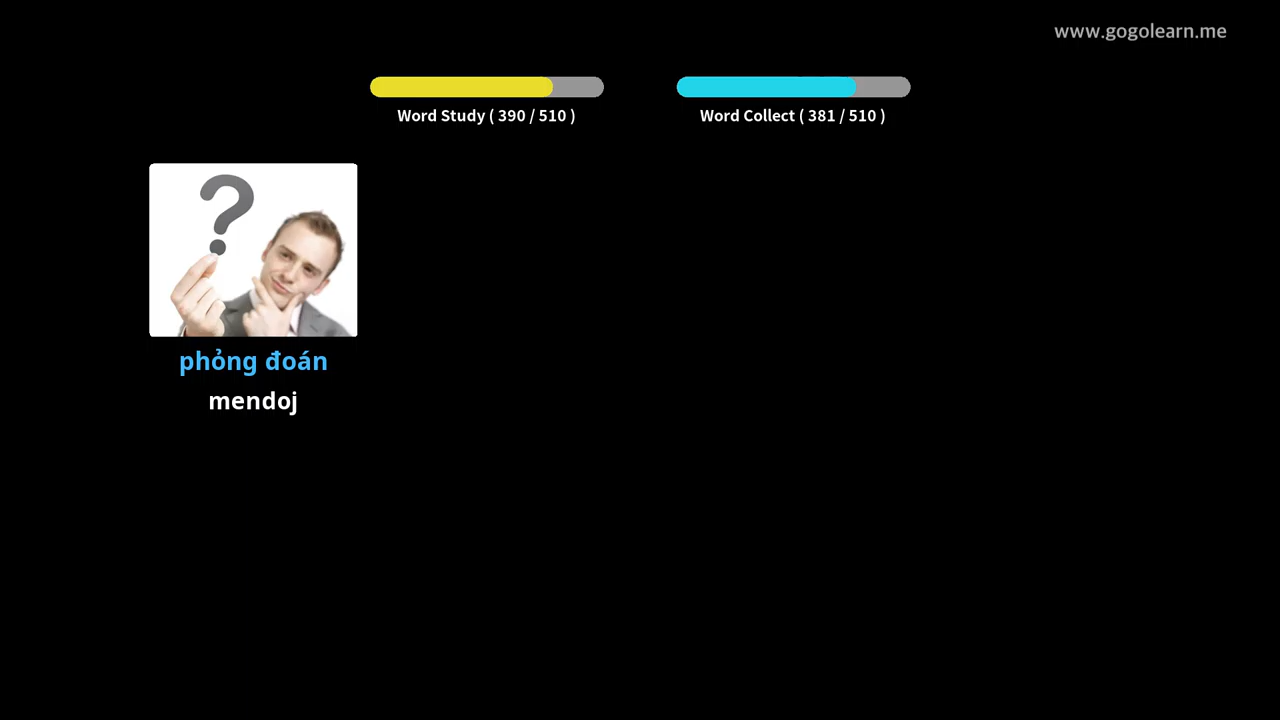 www.gogolearn.me
Word Study ( 390 / 510 )
Word Collect ( 381 / 510 )
?
phỏng đoán
mendoj